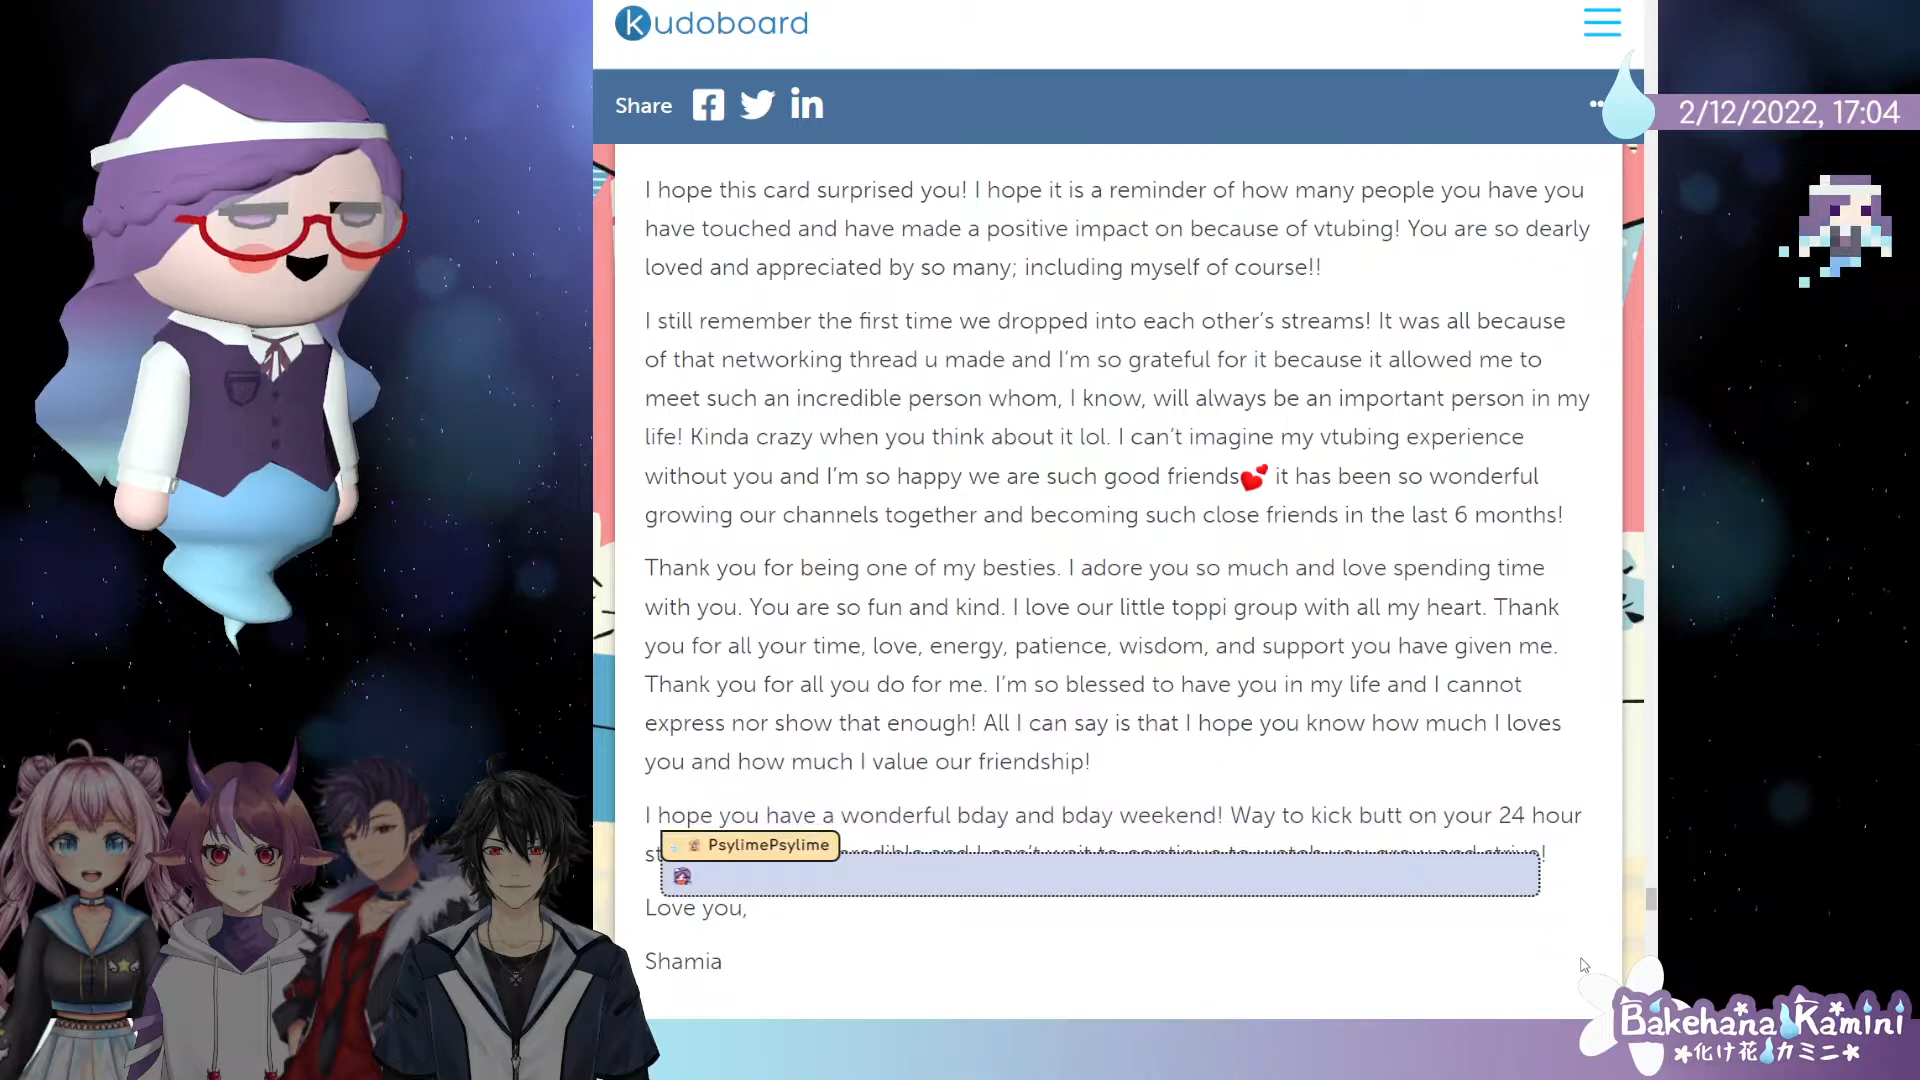 kudoboard
Share
2/12/2022, 17:04
I hope this card surprised you! I hope it is a reminder of how many people you have you
have touched and have made a positive impact on because of vtubing! You are so dearly
loved and appreciated by so many; including myself of course!!
I still remember the first time we dropped into each other’s streams! It was all because
of that networking thread u made and I’m so grateful for it because it allowed me to
meet such an incredible person whom, I know, will always be an important person in my
life! Kinda crazy when you think about it lol. I can’t imagine my vtubing experience
without you and I’m so happy we are such good friends💕 it has been so wonderful
growing our channels together and becoming such close friends in the last 6 months!
Thank you for being one of my besties. I adore you so much and love spending time
with you. You are so fun and kind. I love our little toppi group with all my heart. Thank
you for all your time, love, energy, patience, wisdom, and support you have given me.
Thank you for all you do for me. I’m so blessed to have you in my life and I cannot
express nor show that enough! All I can say is that I hope you know how much I loves
you and how much I value our friendship!
I hope you have a wonderful bday and bday weekend! Way to kick butt on your 24 hour
PsylimePsylime
Love you,
Shamia
Bakehana Kamini
化け花カミニ